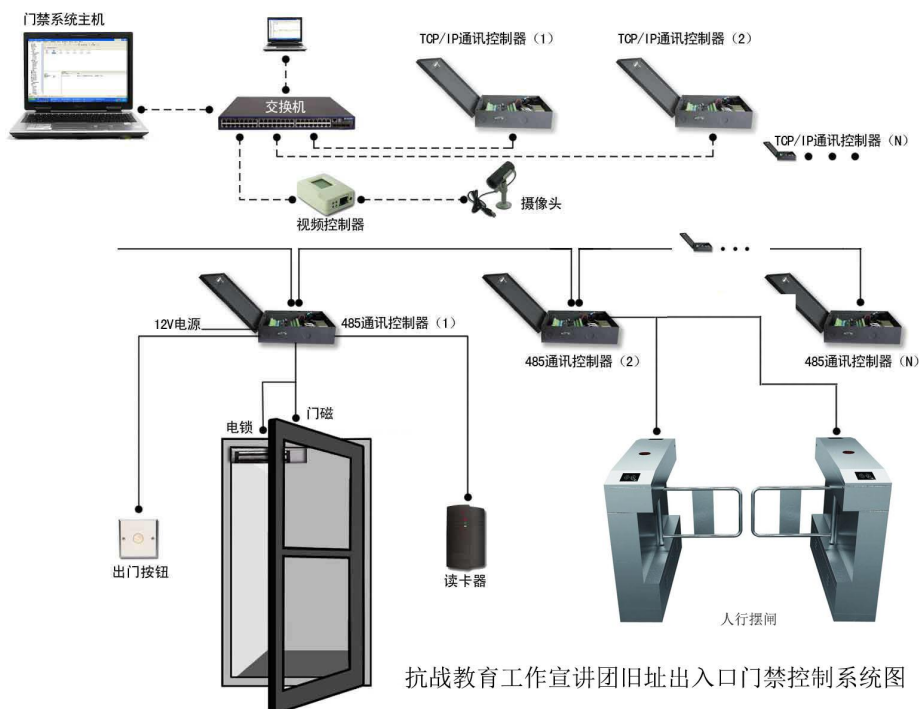 门禁系统主机
TCP/IP通讯控制器（1）
TCP/IP通讯控制器（2）
交换机
TCP/IP通讯控制器（N）
视频控制器
摄像头
12V电源
485通讯控制器（1）
485通讯控制器（2）
485通讯控制器（N）
电锁
门磁
出门按钮
读卡器
人行摆闸
抗战教育工作宣讲团旧址出入口门禁控制系统图